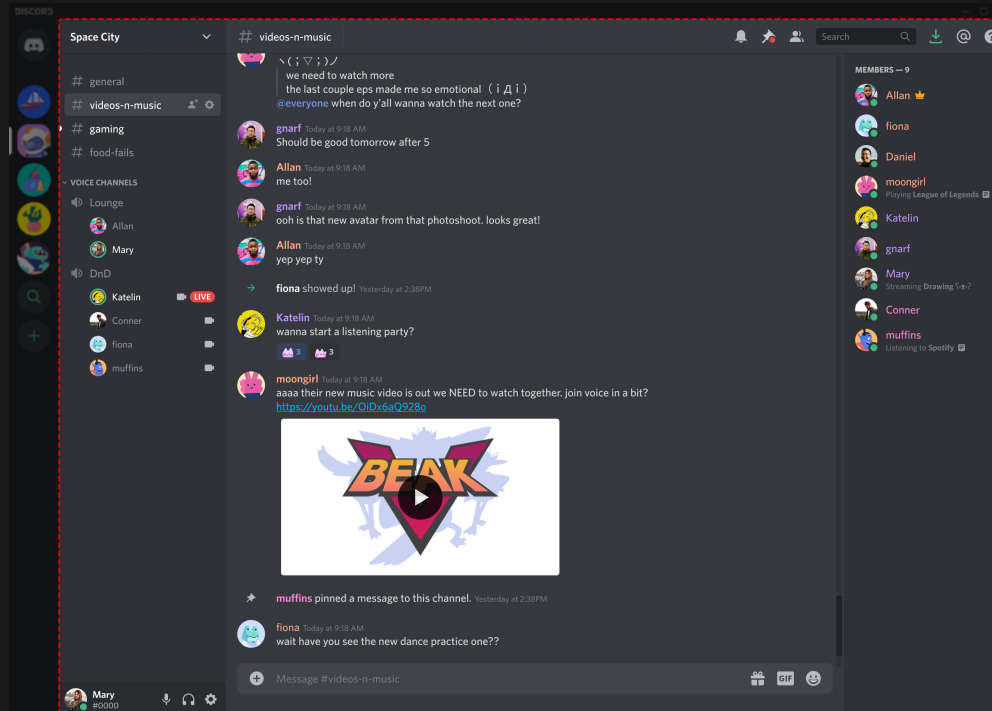 DISCORD
Space City
general
videos-n-music
gaming
food-fails
VOICE CHANNELS
Lounge
Allan
Mary
DnD
Katelin LIVE
Conner
fiona
muffins
Mary
#0000
videos-n-music
Search
ヽ(；▽；)ノ
we need to watch more
the last couple eps made me so emotional （ｉДｉ）
@everyone when do y'all wanna watch the next one?
gnarf Today at 9:18 AM
Should be good tomorrow after 5
Allan Today at 9:18 AM
me too!
gnarf Today at 9:18 AM
ooh is that new avatar from that photoshoot. looks great!
Allan Today at 9:18 AM
yep yep ty
fiona showed up! Yesterday at 2:38PM
Katelin Today at 9:18 AM
wanna start a listening party?
3 3
moongirl Today at 9:18 AM
aaaa their new music video is out we NEED to watch together. join voice in a bit?
https://youtu.be/OiDx6aQ928o
BEAK
muffins pinned a message to this channel. Yesterday at 2:38PM
fiona Today at 9:18 AM
wait have you see the new dance practice one??
Message #videos-n-music
GIF
MEMBERS — 9
Allan
fiona
Daniel
moongirl
Playing League of Legends
Katelin
gnarf
Mary
Streaming Drawing
Conner
muffins
Listening to Spotify